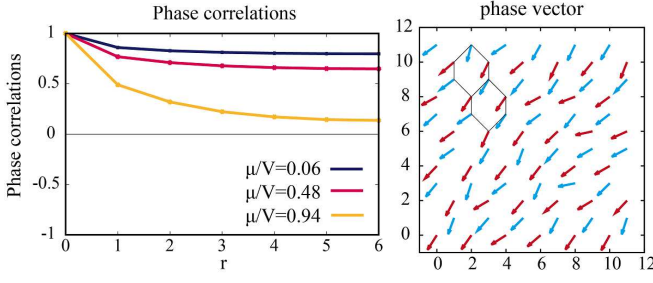 Phase correlations
Phase correlations
1
0.5
0
-0.5
-1
μ/V=0.06
μ/V=0.48
μ/V=0.94
0 1 2 3 4 5 6
r
phase vector
12
10
8
6
4
2
0
0 2 4 6 8 10 12